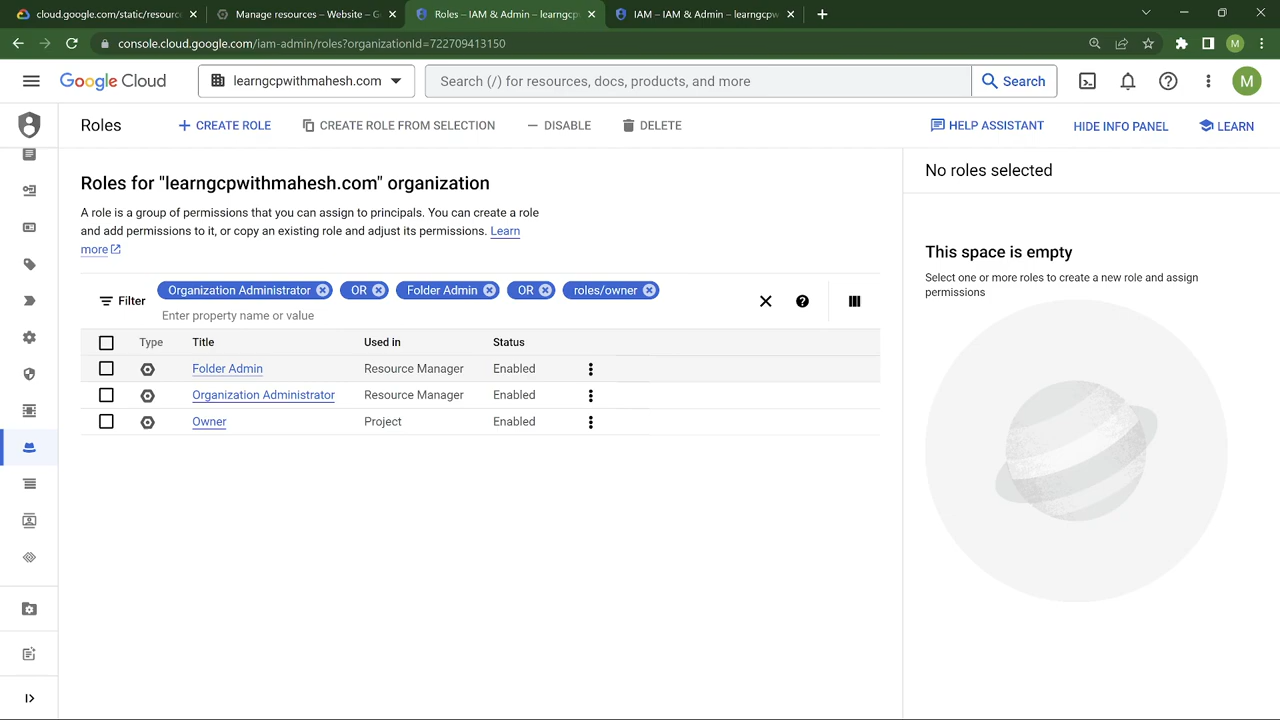 cloud.google.com/static/resourc
Manage resources – Website – G
Roles – IAM & Admin – learngcp
IAM – IAM & Admin – learngcpw
console.cloud.google.com/iam-admin/roles?organizationId=722709413150
M
Google Cloud
learngcpwithmahesh.com
Search (/) for resources, docs, products, and more
Search
M
Roles
CREATE ROLE
CREATE ROLE FROM SELECTION
DISABLE
DELETE
HELP ASSISTANT
HIDE INFO PANEL
LEARN
Roles for "learngcpwithmahesh.com" organization
A role is a group of permissions that you can assign to principals. You can create a role
and add permissions to it, or copy an existing role and adjust its permissions. Learn
more
Filter
Organization Administrator
OR
Folder Admin
OR
roles/owner
Enter property name or value
Type Title Used in Status
Folder Admin Resource Manager Enabled
Organization Administrator Resource Manager Enabled
Owner Project Enabled
No roles selected
This space is empty
Select one or more roles to create a new role and assign
permissions